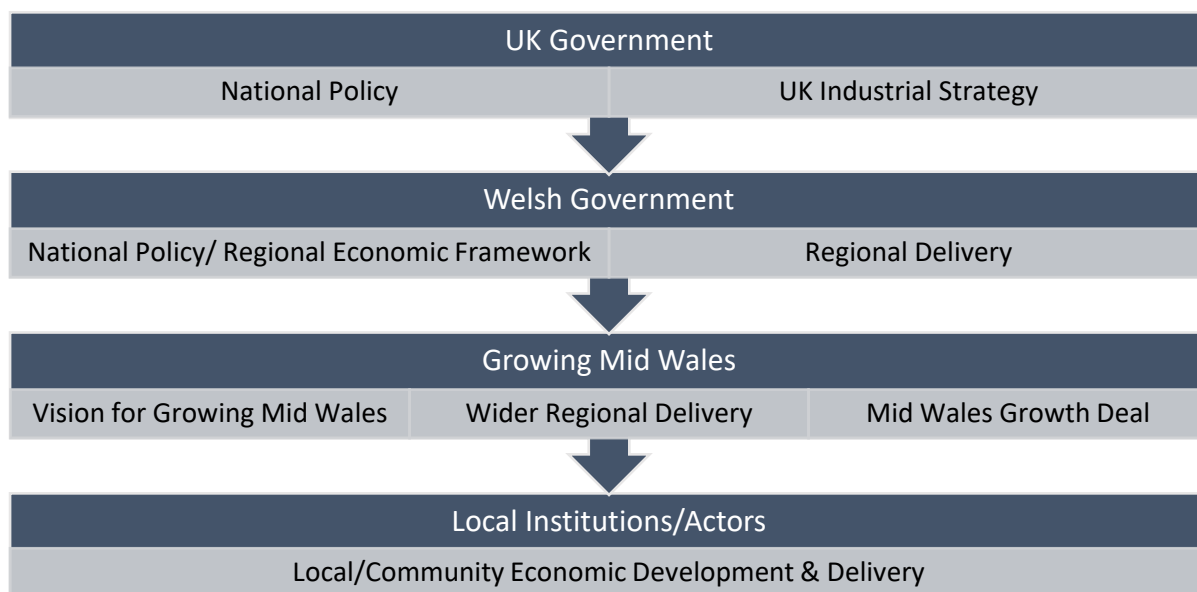 UK Government
National Policy
UK Industrial Strategy
Welsh Government
National Policy/ Regional Economic Framework
Regional Delivery
Growing Mid Wales
Vision for Growing Mid Wales
Wider Regional Delivery
Mid Wales Growth Deal
Local Institutions/Actors
Local/Community Economic Development & Delivery